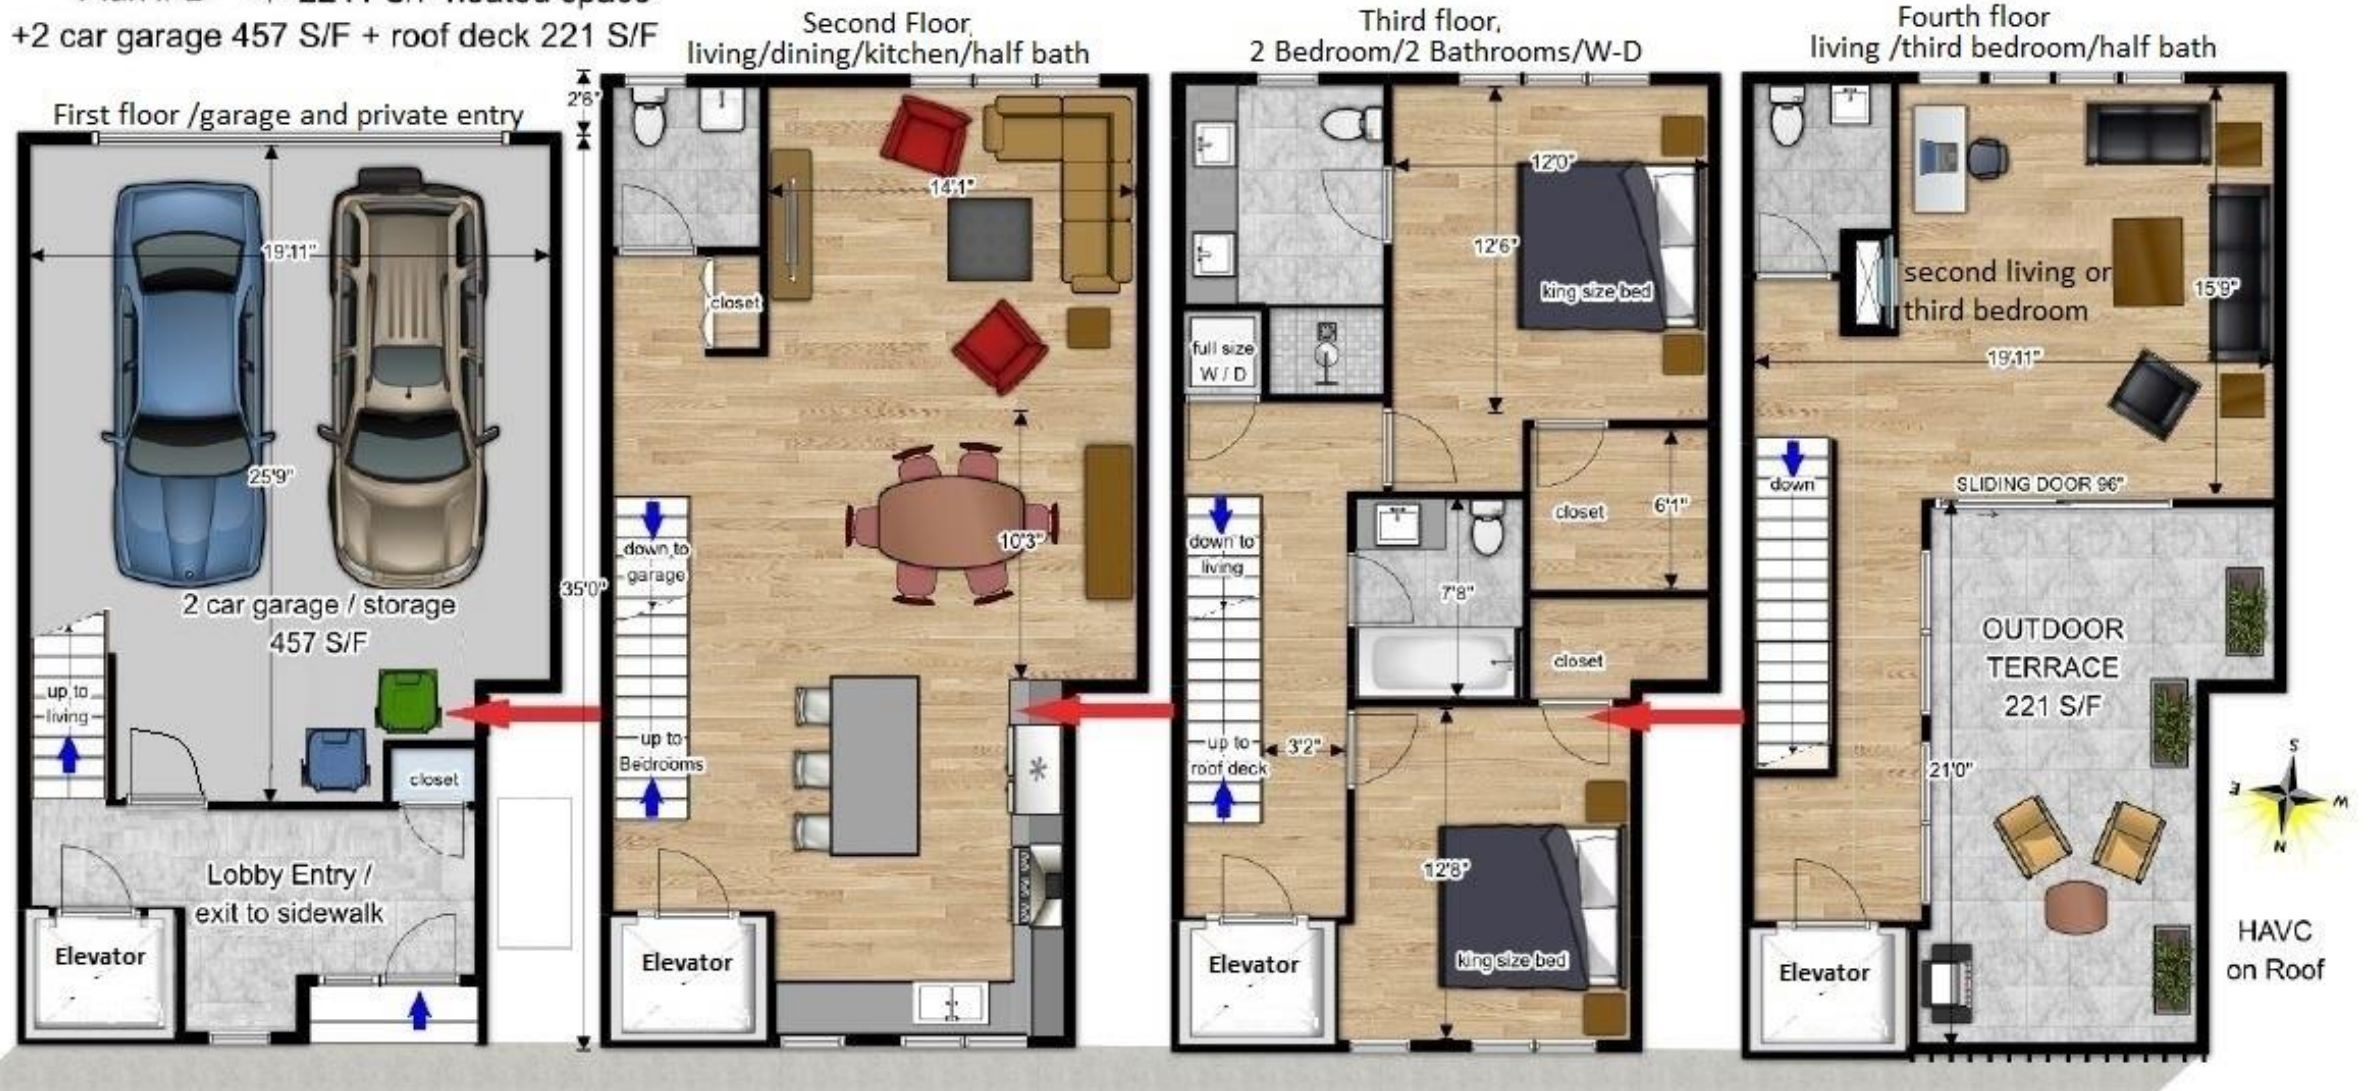 +2 car garage 457 S/F + roof deck 221 S/F
First floor /garage and private entry
19'11"
25'9"
2 car garage / storage
457 S/F
up to
living
closet
Lobby Entry /
exit to sidewalk
Elevator
Second Floor,
living/dining/kitchen/half bath
2'6"
35'0"
14'1"
closet
10'3"
down to
garage
up to
Bedrooms
Elevator
Third floor,
2 Bedroom/2 Bathrooms/W-D
12'0"
12'6"
king size bed
full size
W / D
closet
6'1"
down to
living
7'8"
closet
up to
roof deck
3'2"
12'8"
king size bed
Elevator
Fourth floor
living /third bedroom/half bath
second living or
third bedroom
15'9"
19'11"
down
SLIDING DOOR 96"
OUTDOOR
TERRACE
221 S/F
21'0"
Elevator
S
E
W
N
HAVC
on Roof